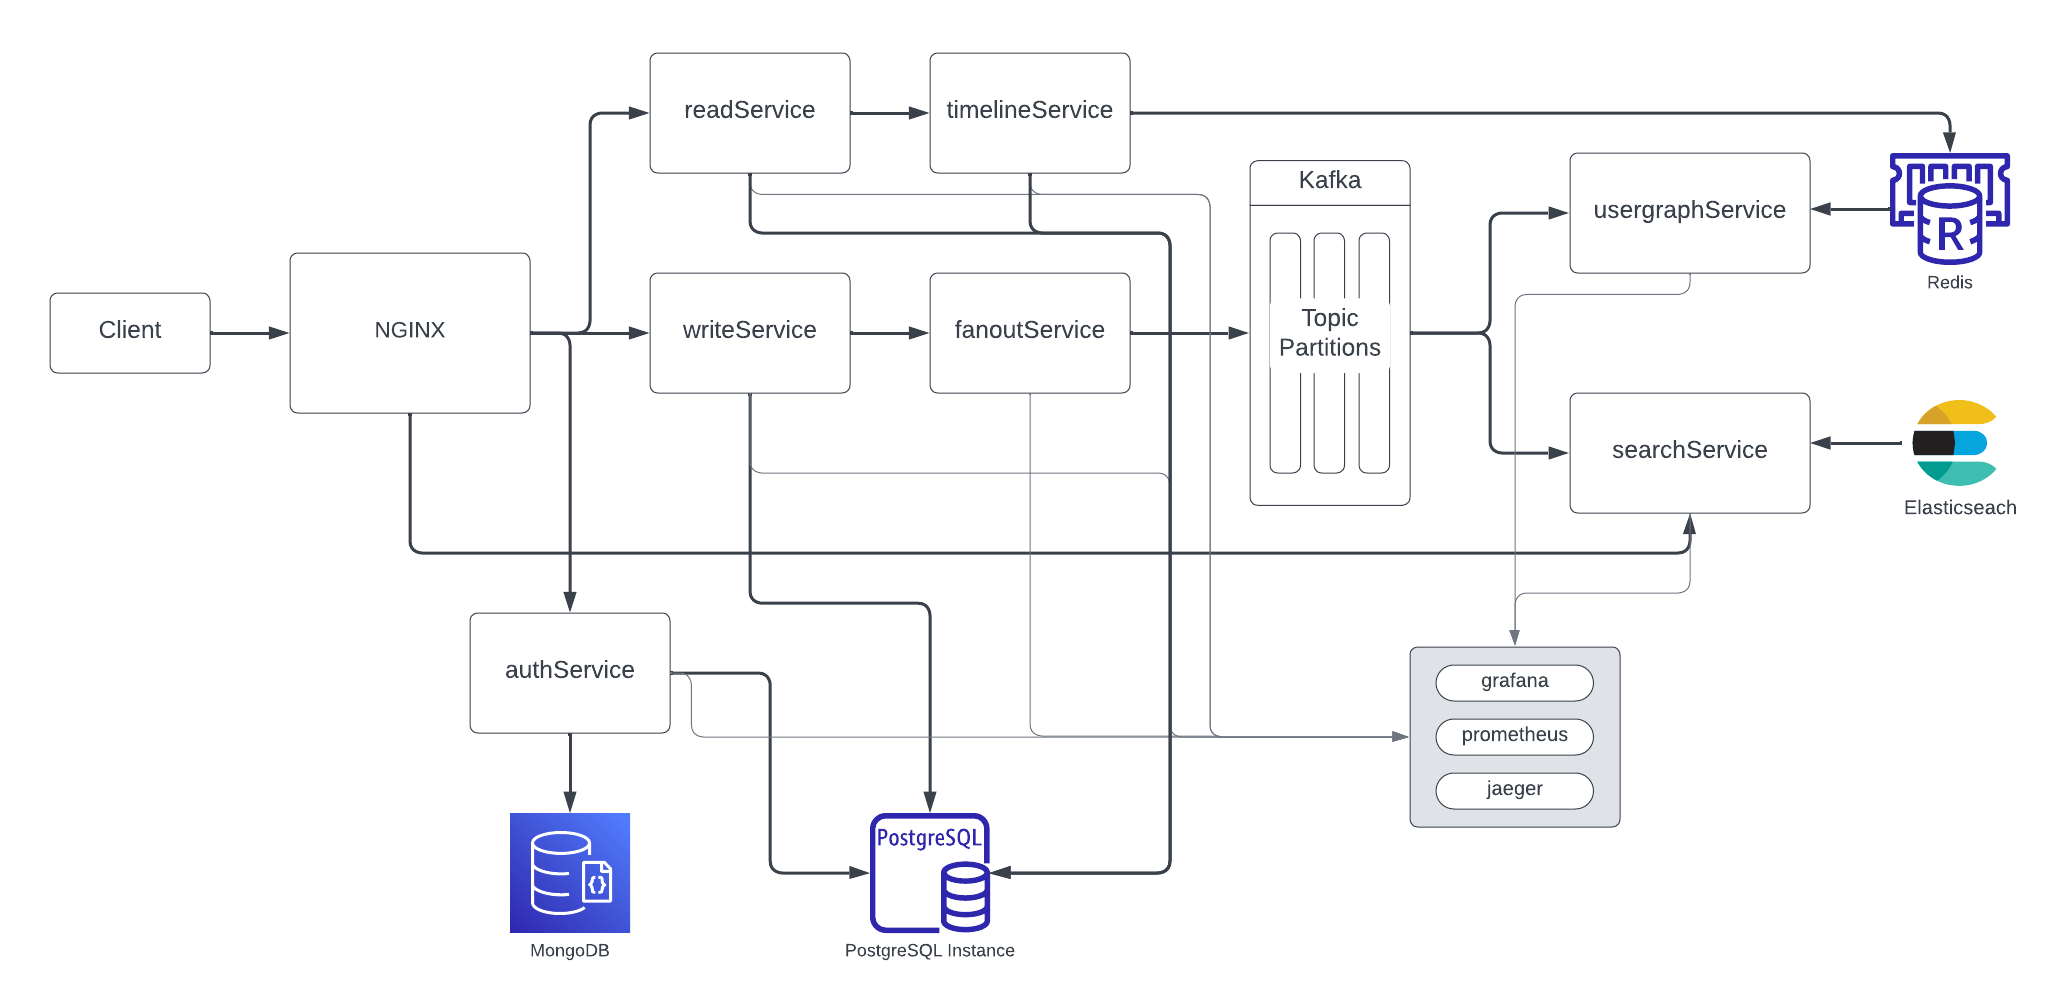 readService
timelineService
Kafka
usergraphService
R
Redis
Client
NGINX
writeService
fanoutService
Topic
Partitions
searchService
Elasticseach
authService
grafana
prometheus
jaeger
PostgreSQL
{}
MongoDB
PostgreSQL Instance